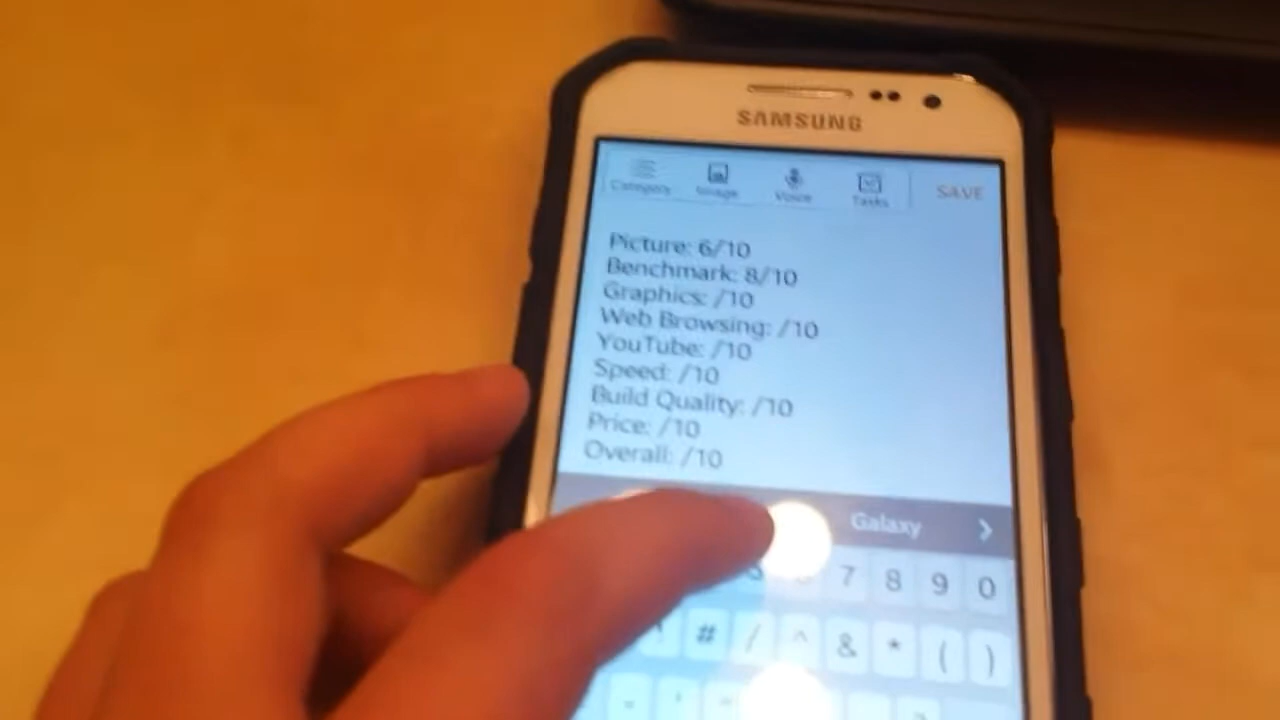 SAMSUNG
Category Image Voice Tasks SAVE
Picture: 6/10
Benchmark: 8/10
Graphics: /10
Web Browsing: /10
YouTube: /10
Speed: /10
Build Quality: /10
Price: /10
Overall: /10
Galaxy >
7 8 9 0
# / ^ & * ( )